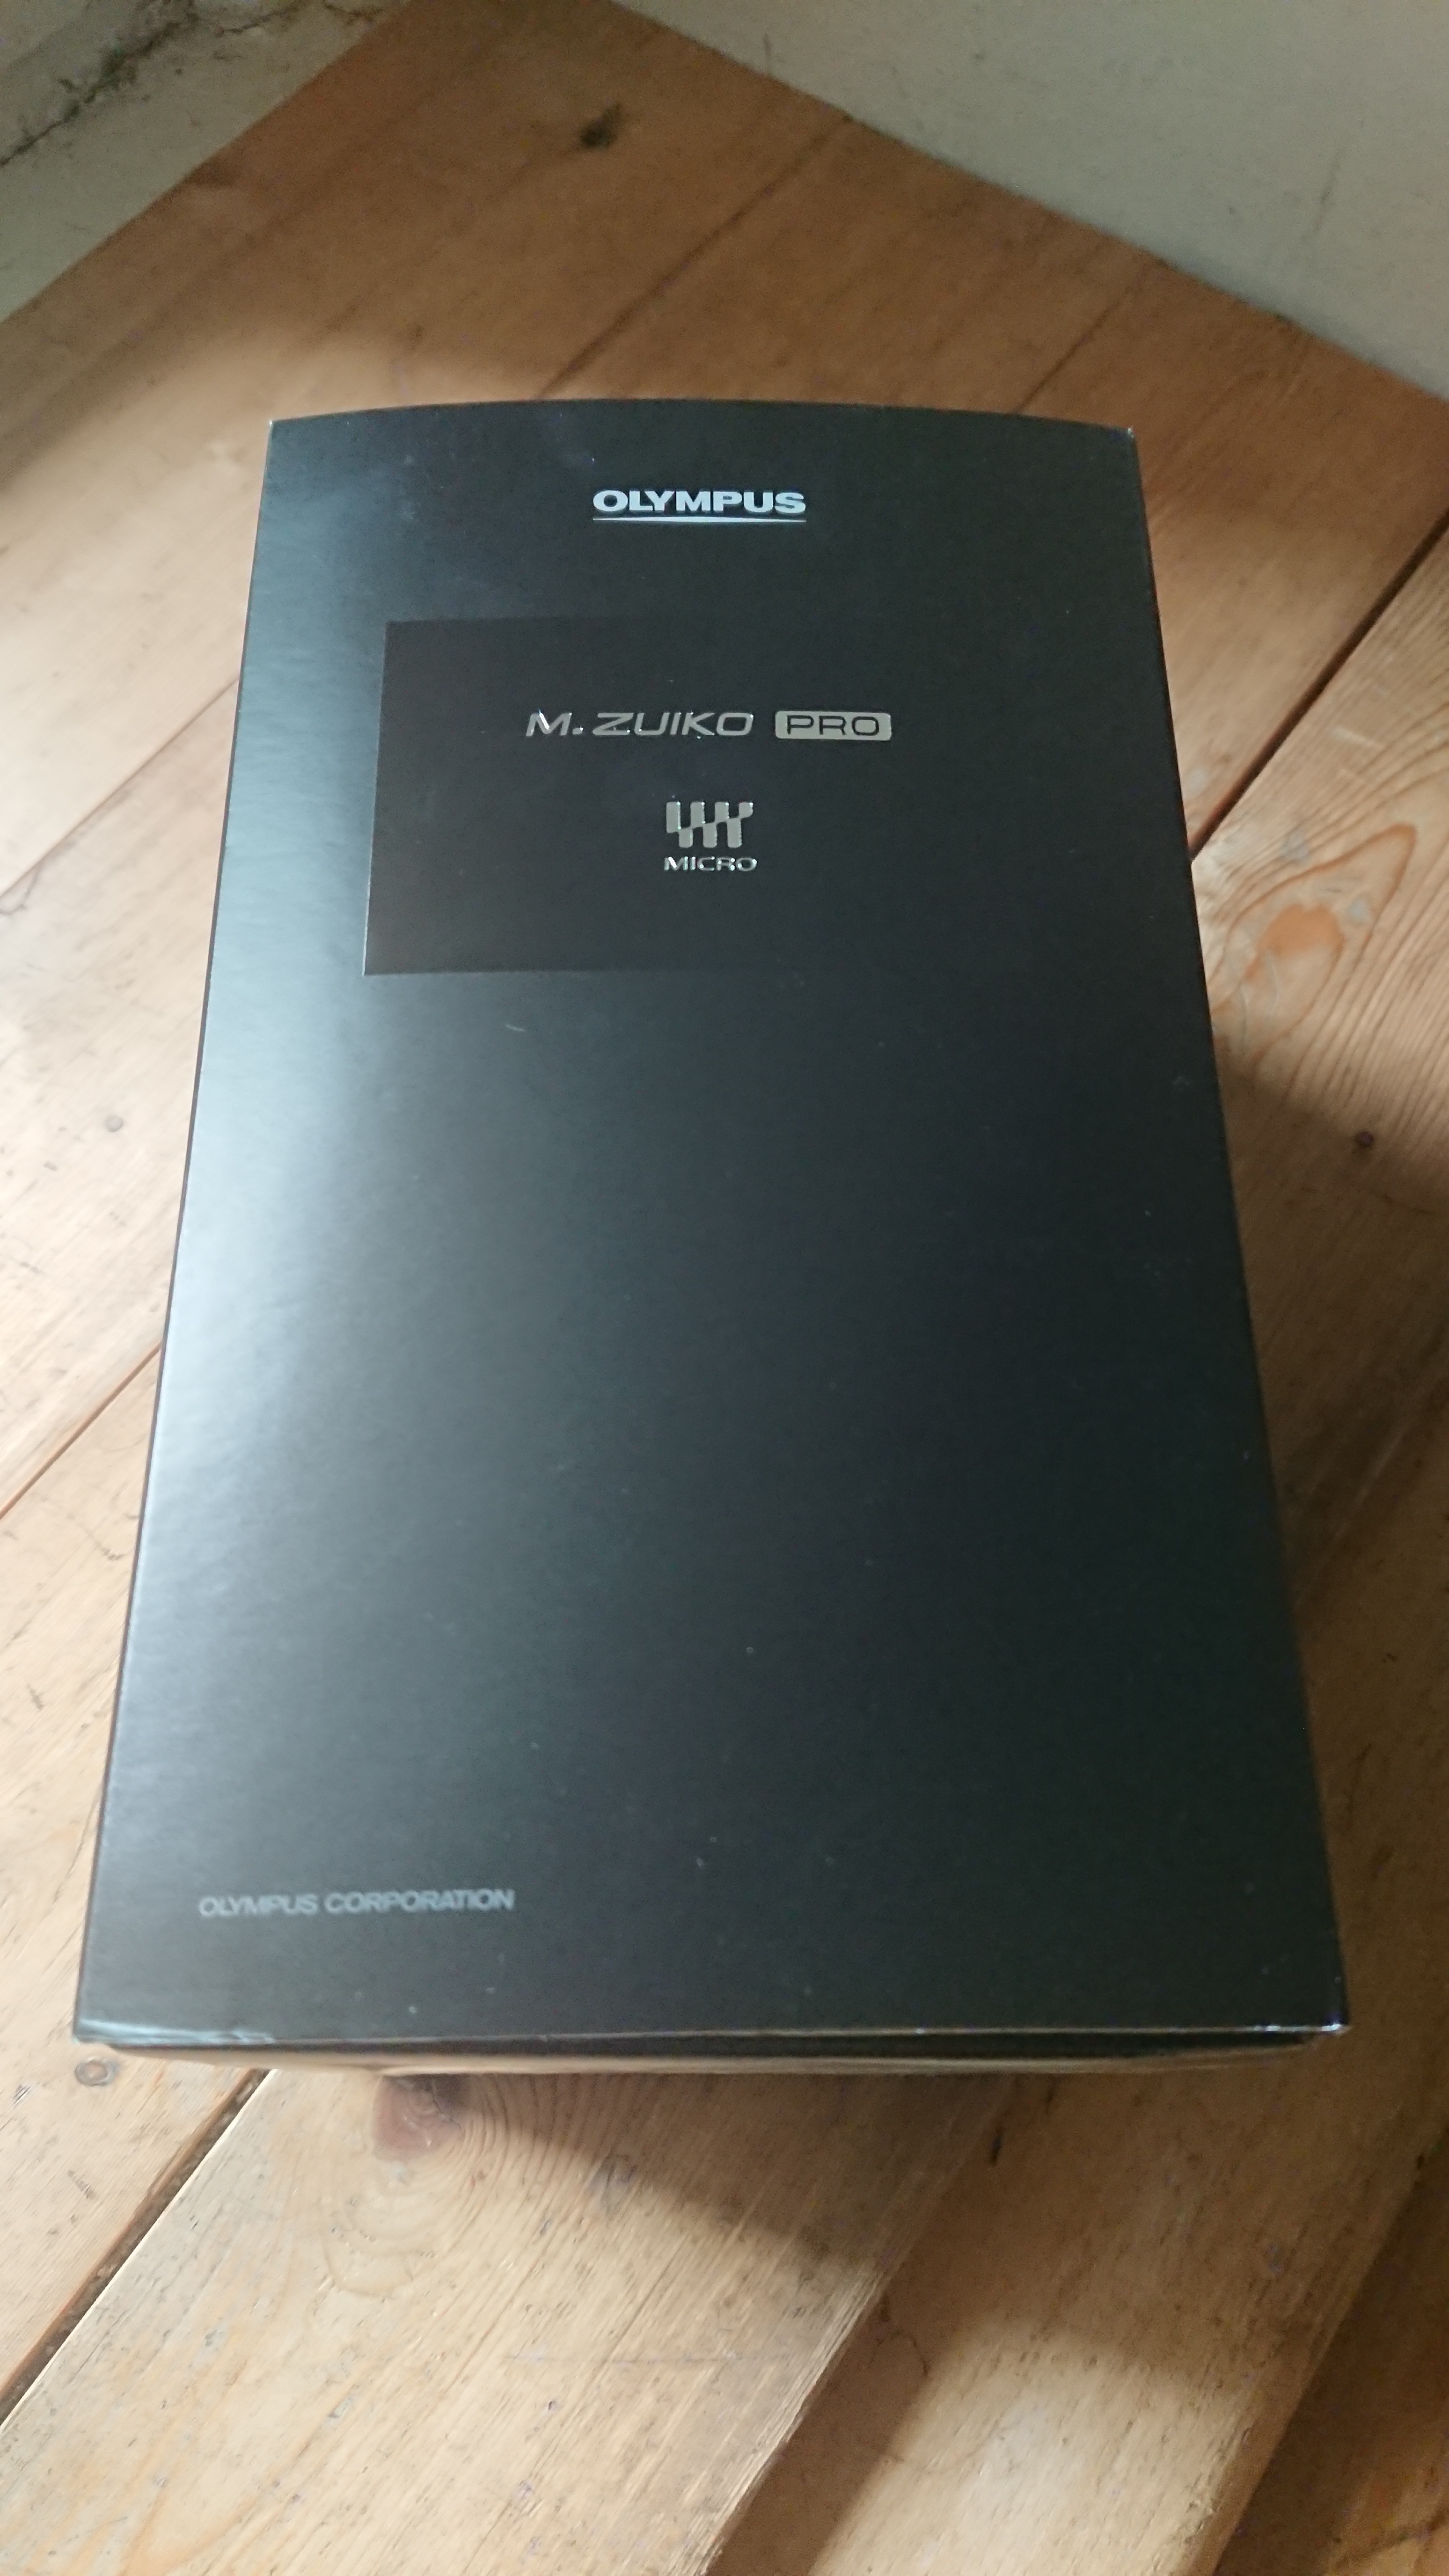 OLYMPUS
M.ZUIKO PRO
MICRO
OLYMPUS CORPORATION